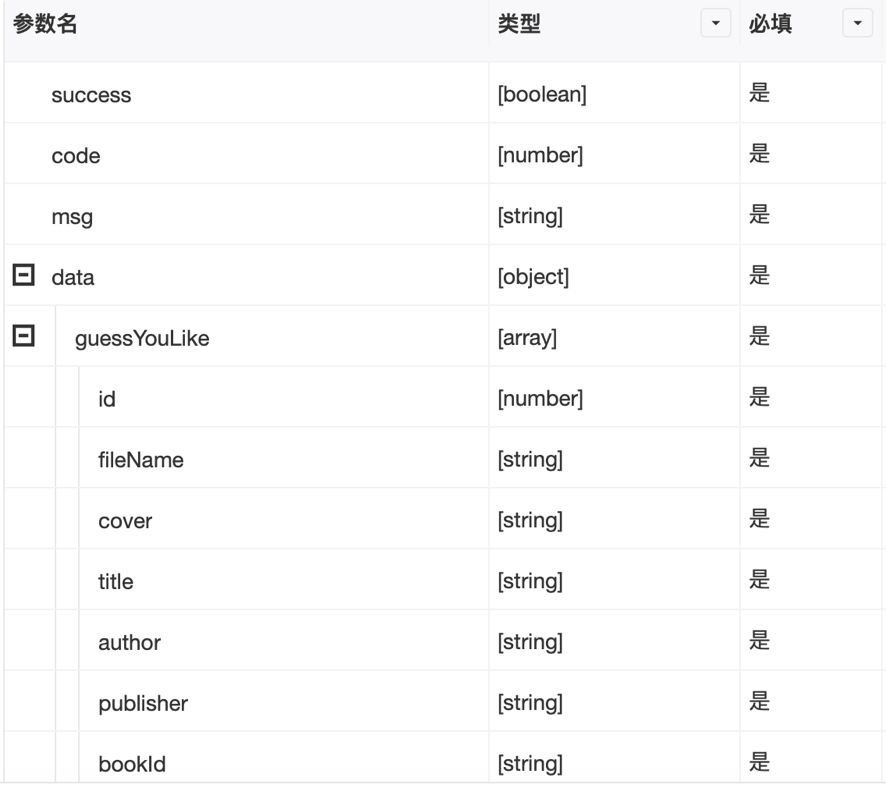 参数名 类型 必填
success [boolean] 是
code [number] 是
msg [string] 是
data [object] 是
guessYouLike [array] 是
id [number] 是
fileName [string] 是
cover [string] 是
title [string] 是
author [string] 是
publisher [string] 是
bookId [string] 是